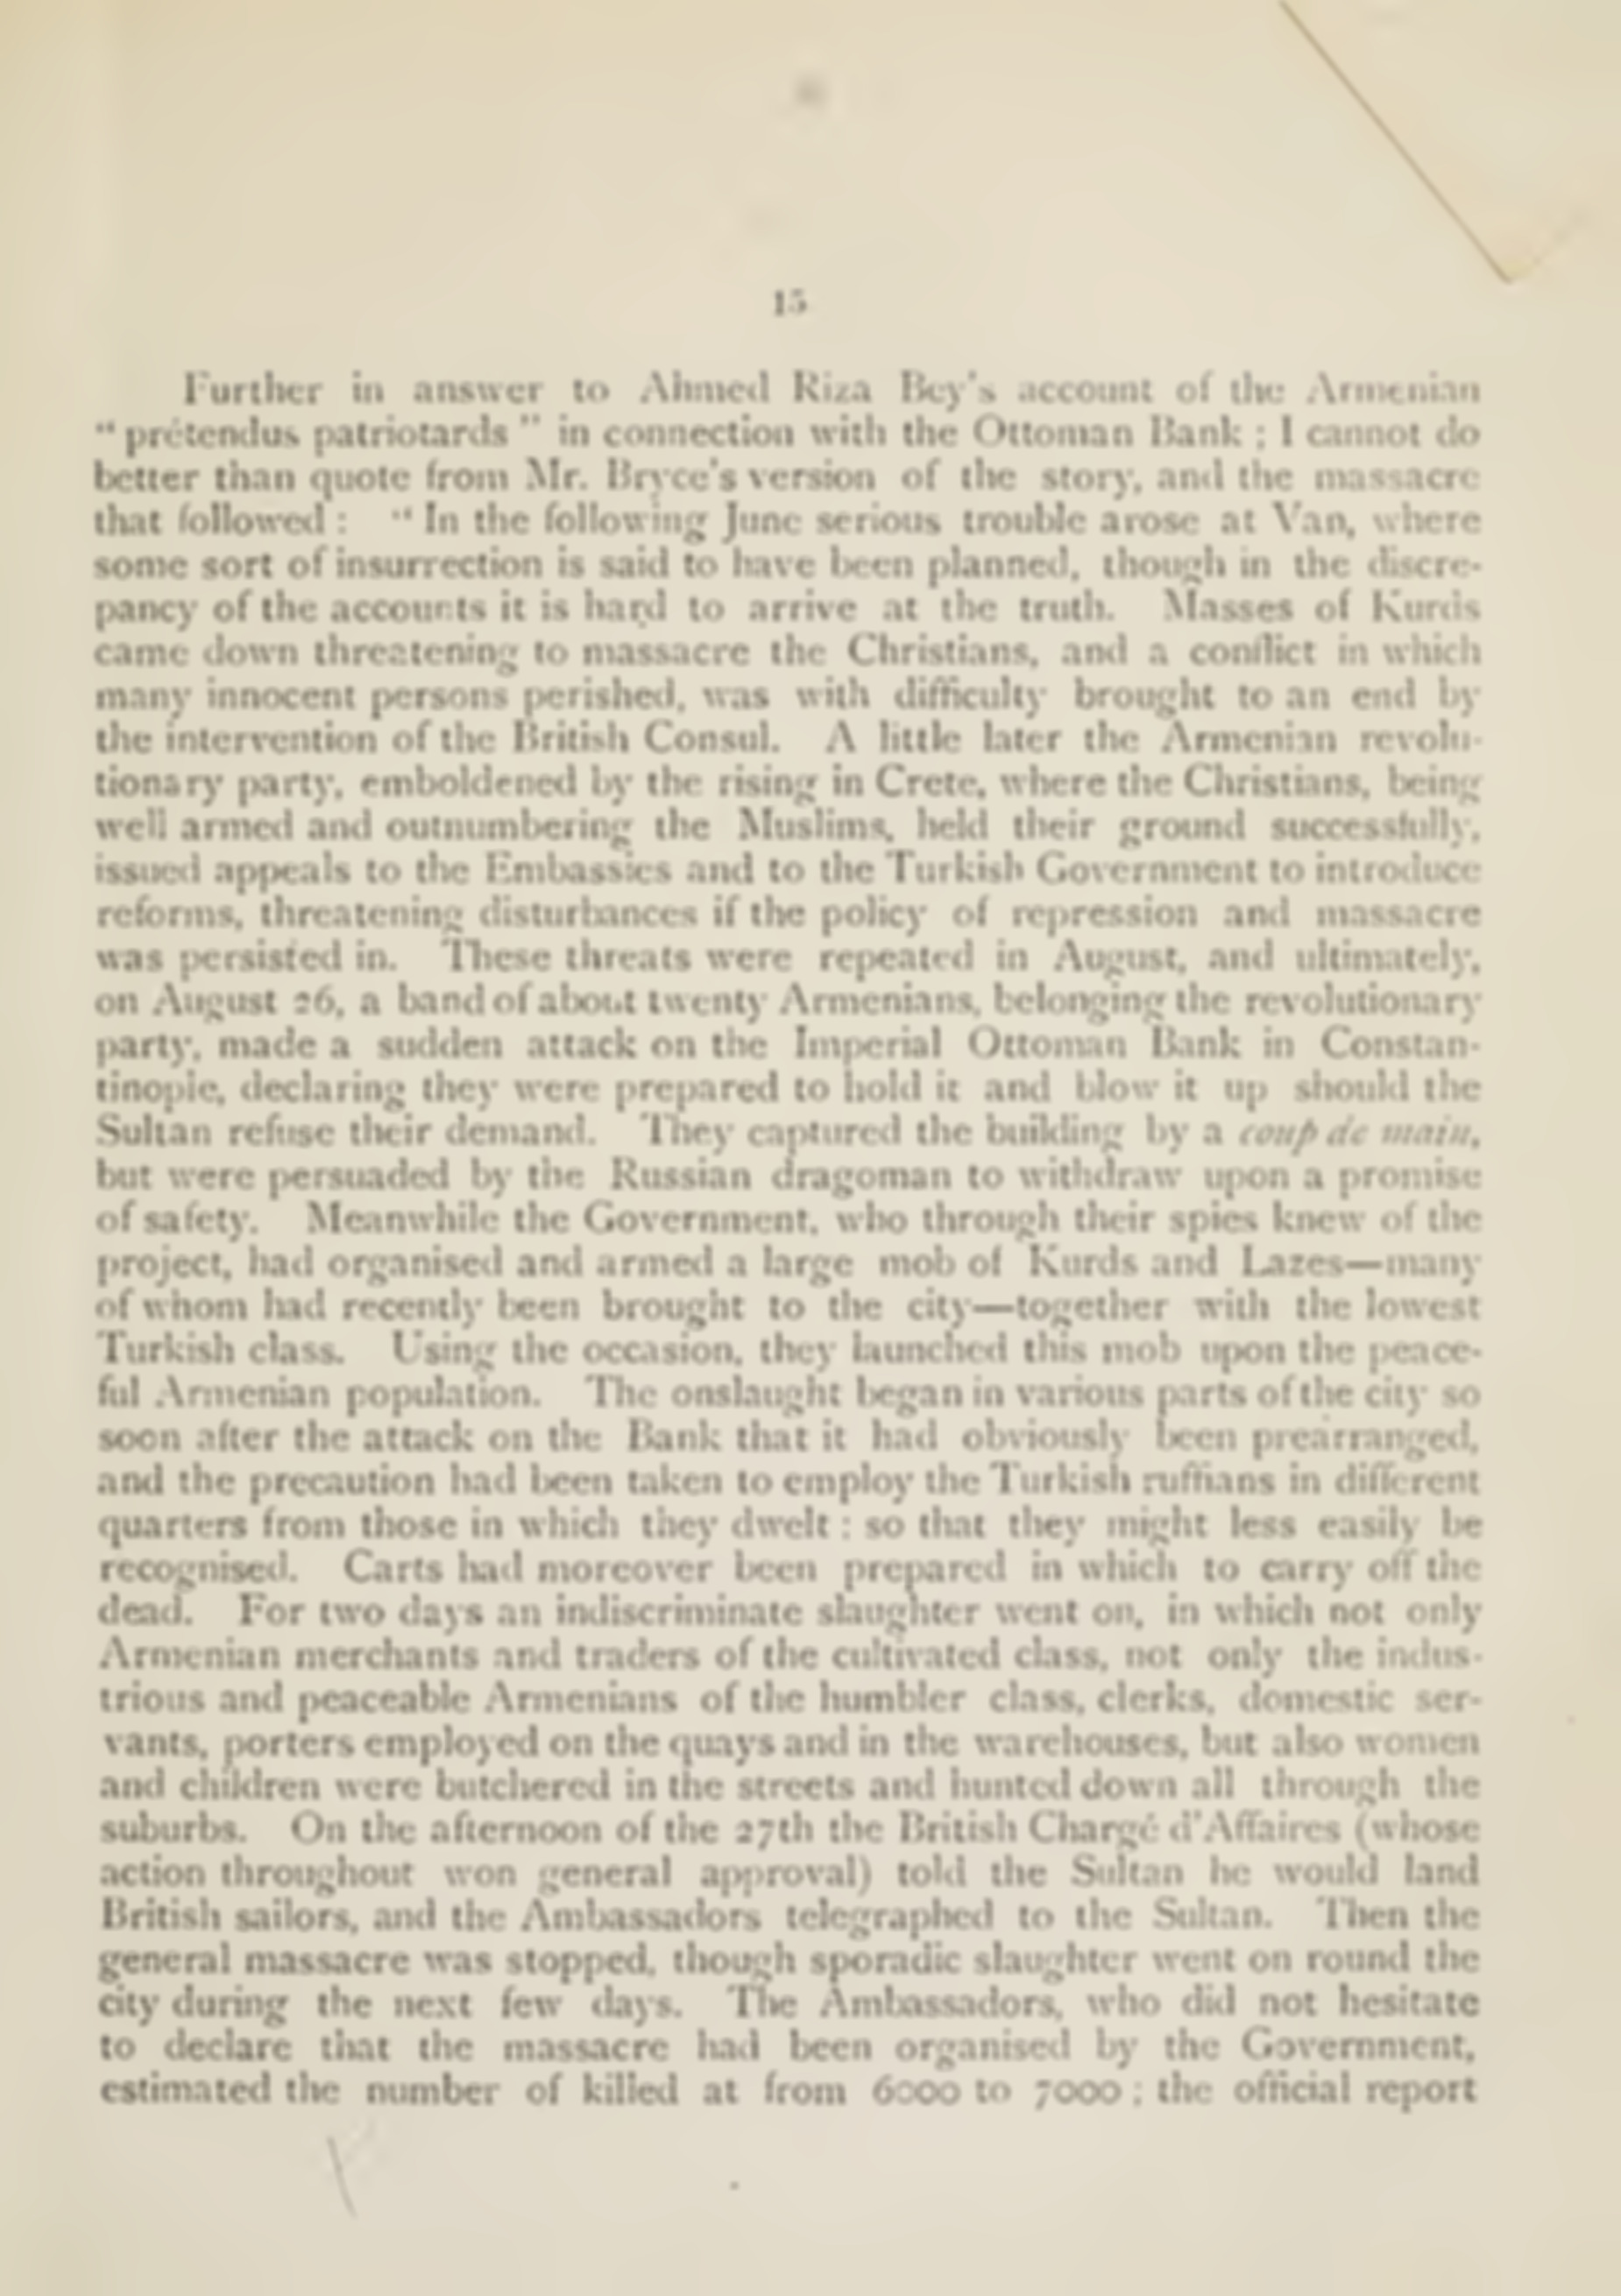 15
Further in answer to Ahmed Riza Bey's account of the Armenian
“ prétendus patriotards ” in connection with the Ottoman Bank ; I cannot do
better than quote from Mr. Bryce's version of the story, and the massacre
that followed : “ In the following June serious trouble arose at Van, where
some sort of insurrection is said to have been planned, though in the discre-
pancy of the accounts it is hard to arrive at the truth. Masses of Kurds
came down threatening to massacre the Christians, and a conflict in which
many innocent persons perished, was with difficulty brought to an end by
the intervention of the British Consul. A little later the Armenian revolu-
tionary party, emboldened by the rising in Crete, where the Christians, being
well armed and outnumbering the Muslims, held their ground successfully,
issued appeals to the Embassies and to the Turkish Government to introduce
reforms, threatening disturbances if the policy of repression and massacre
was persisted in. These threats were repeated in August, and ultimately,
on August 26, a band of about twenty Armenians, belonging the revolutionary
party, made a sudden attack on the Imperial Ottoman Bank in Constan-
tinople, declaring they were prepared to hold it and blow it up should the
Sultan refuse their demand. They captured the building by a coup de main,
but were persuaded by the Russian dragoman to withdraw upon a promise
of safety. Meanwhile the Government, who through their spies knew of the
project, had organised and armed a large mob of Kurds and Lazes—many
of whom had recently been brought to the city—together with the lowest
Turkish class. Using the occasion, they launched this mob upon the peace-
ful Armenian population. The onslaught began in various parts of the city so
soon after the attack on the Bank that it had obviously been prearranged,
and the precaution had been taken to employ the Turkish ruffians in different
quarters from those in which they dwelt : so that they might less easily be
recognised. Carts had moreover been prepared in which to carry off the
dead. For two days an indiscriminate slaughter went on, in which not only
Armenian merchants and traders of the cultivated class, not only the indus-
trious and peaceable Armenians of the humbler class, clerks, domestic ser-
vants, porters employed on the quays and in the warehouses, but also women
and children were butchered in the streets and hunted down all through the
suburbs. On the afternoon of the 27th the British Chargé d'Affaires (whose
action throughout won general approval) told the Sultan he would land
British sailors, and the Ambassadors telegraphed to the Sultan. Then the
general massacre was stopped, though sporadic slaughter went on round the
city during the next few days. The Ambassadors, who did not hesitate
to declare that the massacre had been organised by the Government,
estimated the number of killed at from 6000 to 7000 ; the official report